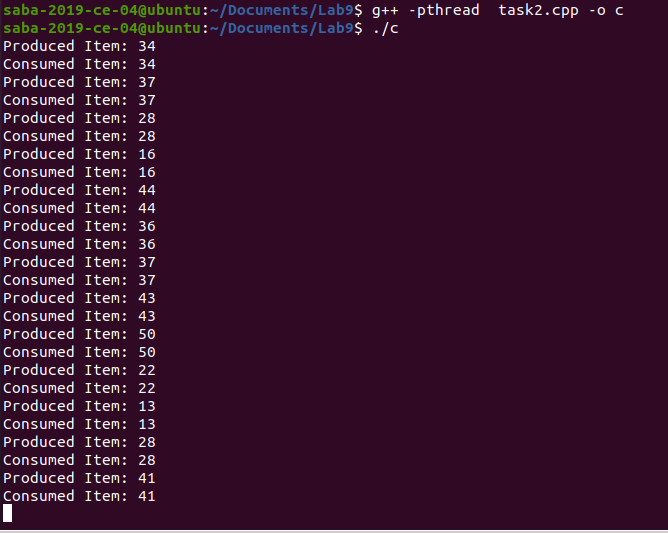 saba-2019-ce-04@ubuntu:~/Documents/Lab9$ g++ -pthread  task2.cpp -o c
saba-2019-ce-04@ubuntu:~/Documents/Lab9$ ./c
Produced Item: 34
Consumed Item: 34
Produced Item: 37
Consumed Item: 37
Produced Item: 28
Consumed Item: 28
Produced Item: 16
Consumed Item: 16
Produced Item: 44
Consumed Item: 44
Produced Item: 36
Consumed Item: 36
Produced Item: 37
Consumed Item: 37
Produced Item: 43
Consumed Item: 43
Produced Item: 50
Consumed Item: 50
Produced Item: 22
Consumed Item: 22
Produced Item: 13
Consumed Item: 13
Produced Item: 28
Consumed Item: 28
Produced Item: 41
Consumed Item: 41